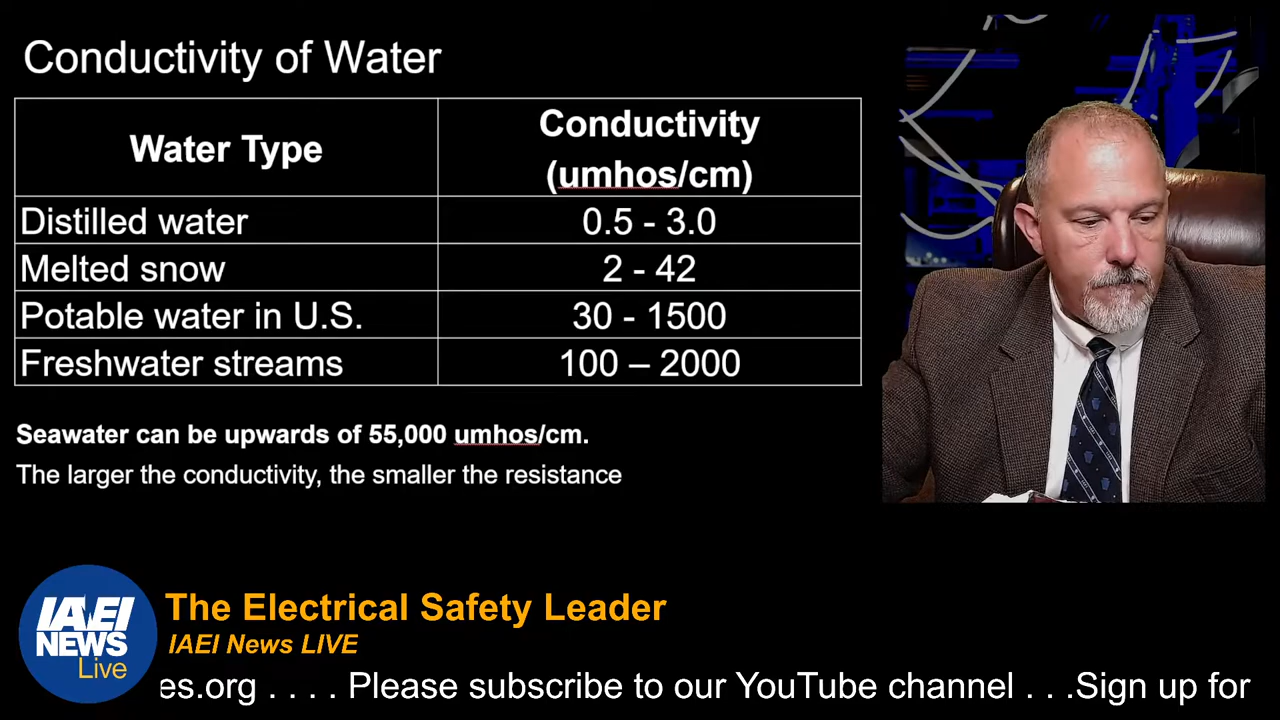 Conductivity of Water
Water Type
Conductivity
(umhos/cm)
Distilled water 0.5 - 3.0
Melted snow 2 - 42
Potable water in U.S. 30 - 1500
Freshwater streams 100 – 2000
Seawater can be upwards of 55,000 umhos/cm.
The larger the conductivity, the smaller the resistance
IAEI
NEWS
Live
The Electrical Safety Leader
IAEI News LIVE
es.org . . . . Please subscribe to our YouTube channel . . .Sign up for